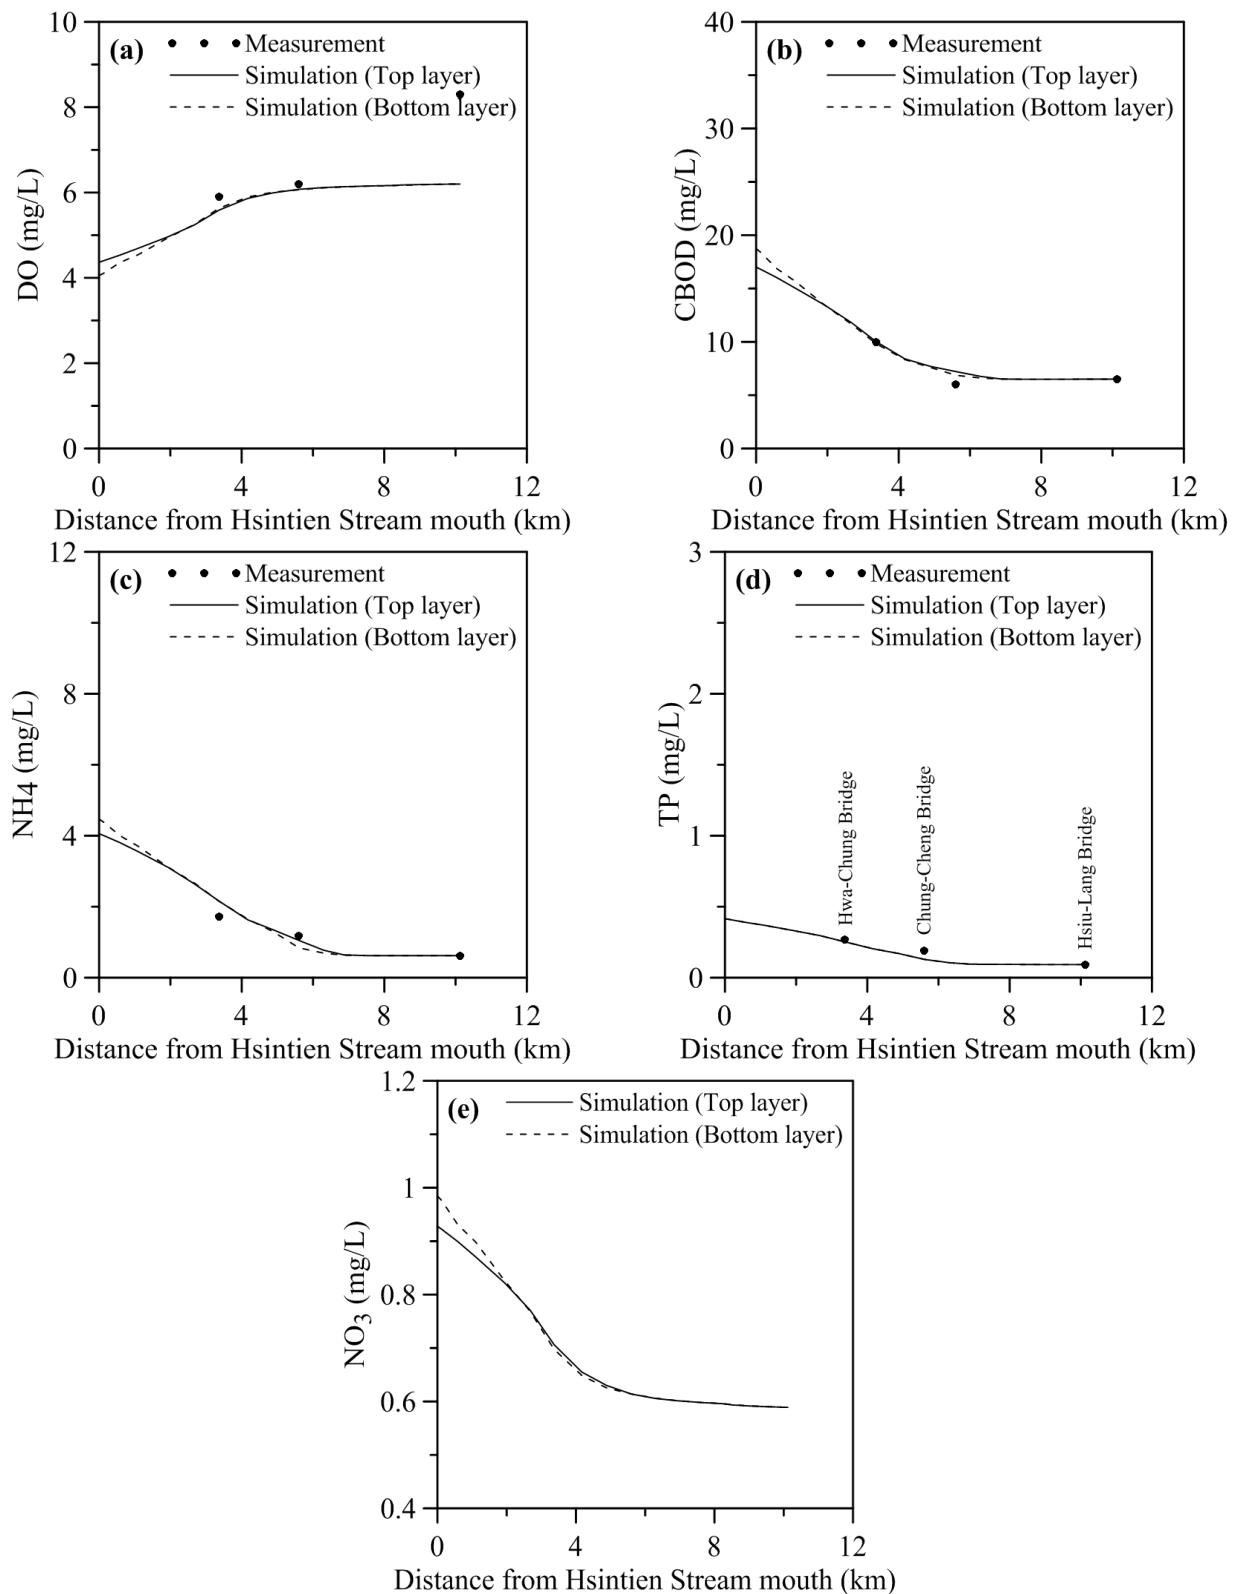 (a)
Measurement
Simulation (Top layer)
Simulation (Bottom layer)
10
8
6
4
2
0
DO (mg/L)
0 4 8 12
Distance from Hsintien Stream mouth (km)
(b)
Measurement
Simulation (Top layer)
Simulation (Bottom layer)
40
30
20
10
0
CBOD (mg/L)
0 4 8 12
Distance from Hsintien Stream mouth (km)
(c)
Measurement
Simulation (Top layer)
Simulation (Bottom layer)
12
8
4
0
NH4 (mg/L)
0 4 8 12
Distance from Hsintien Stream mouth (km)
(d)
Measurement
Simulation (Top layer)
Simulation (Bottom layer)
3
2
1
0
TP (mg/L)
Hwa-Chung Bridge
Chung-Cheng Bridge
Hsiu-Lang Bridge
0 4 8 12
Distance from Hsintien Stream mouth (km)
(e)
Simulation (Top layer)
Simulation (Bottom layer)
1.2
1
0.8
0.6
0.4
NO3 (mg/L)
0 4 8 12
Distance from Hsintien Stream mouth (km)